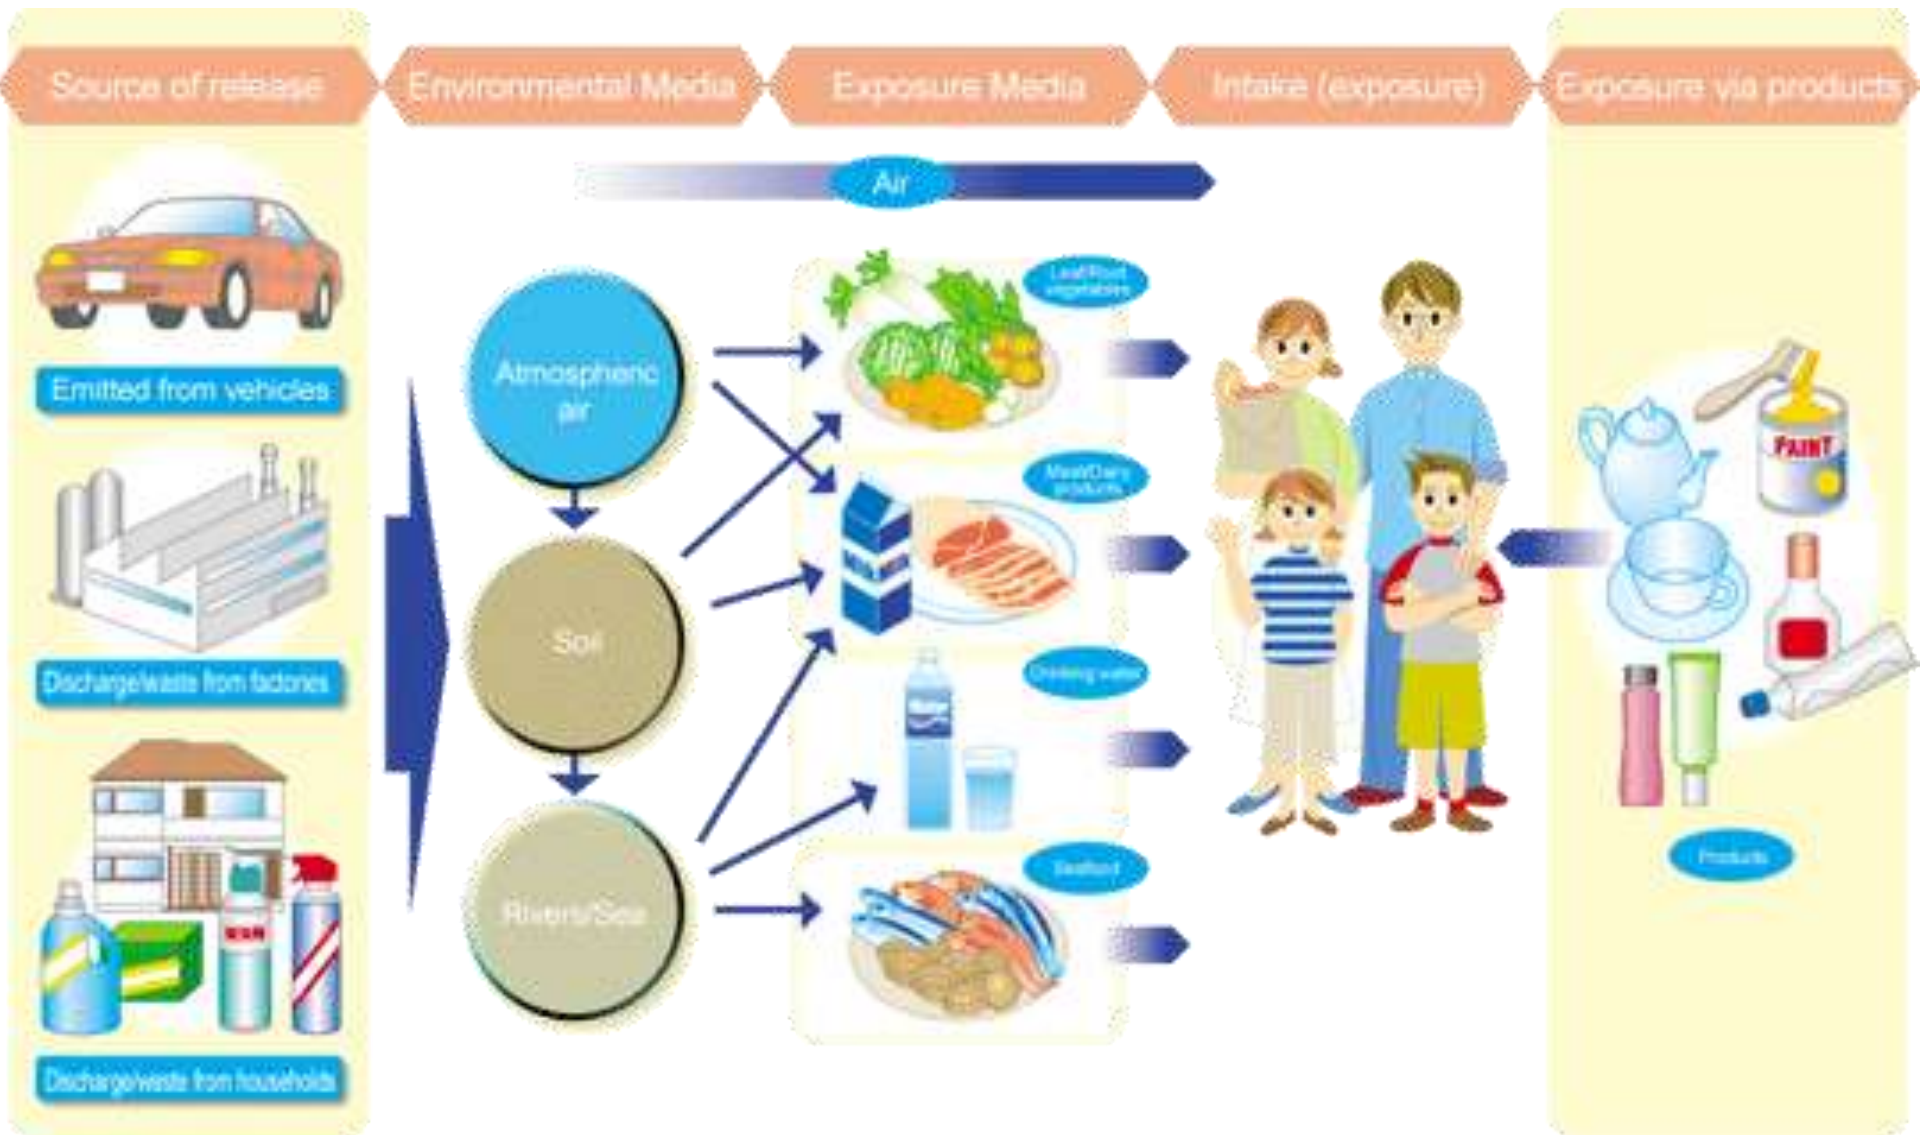 Source of release
Environmental Media
Exposure Media
Intake (exposure)
Exposure via products
Air
Emitted from vehicles
Discharge/waste from factories
Discharge/waste from households
Atmospheric
air
Soil
Rivers/Sea
Leaf/Root
vegetables
Meat/Dairy
products
Drinking water
Seafood
PAINT
Products